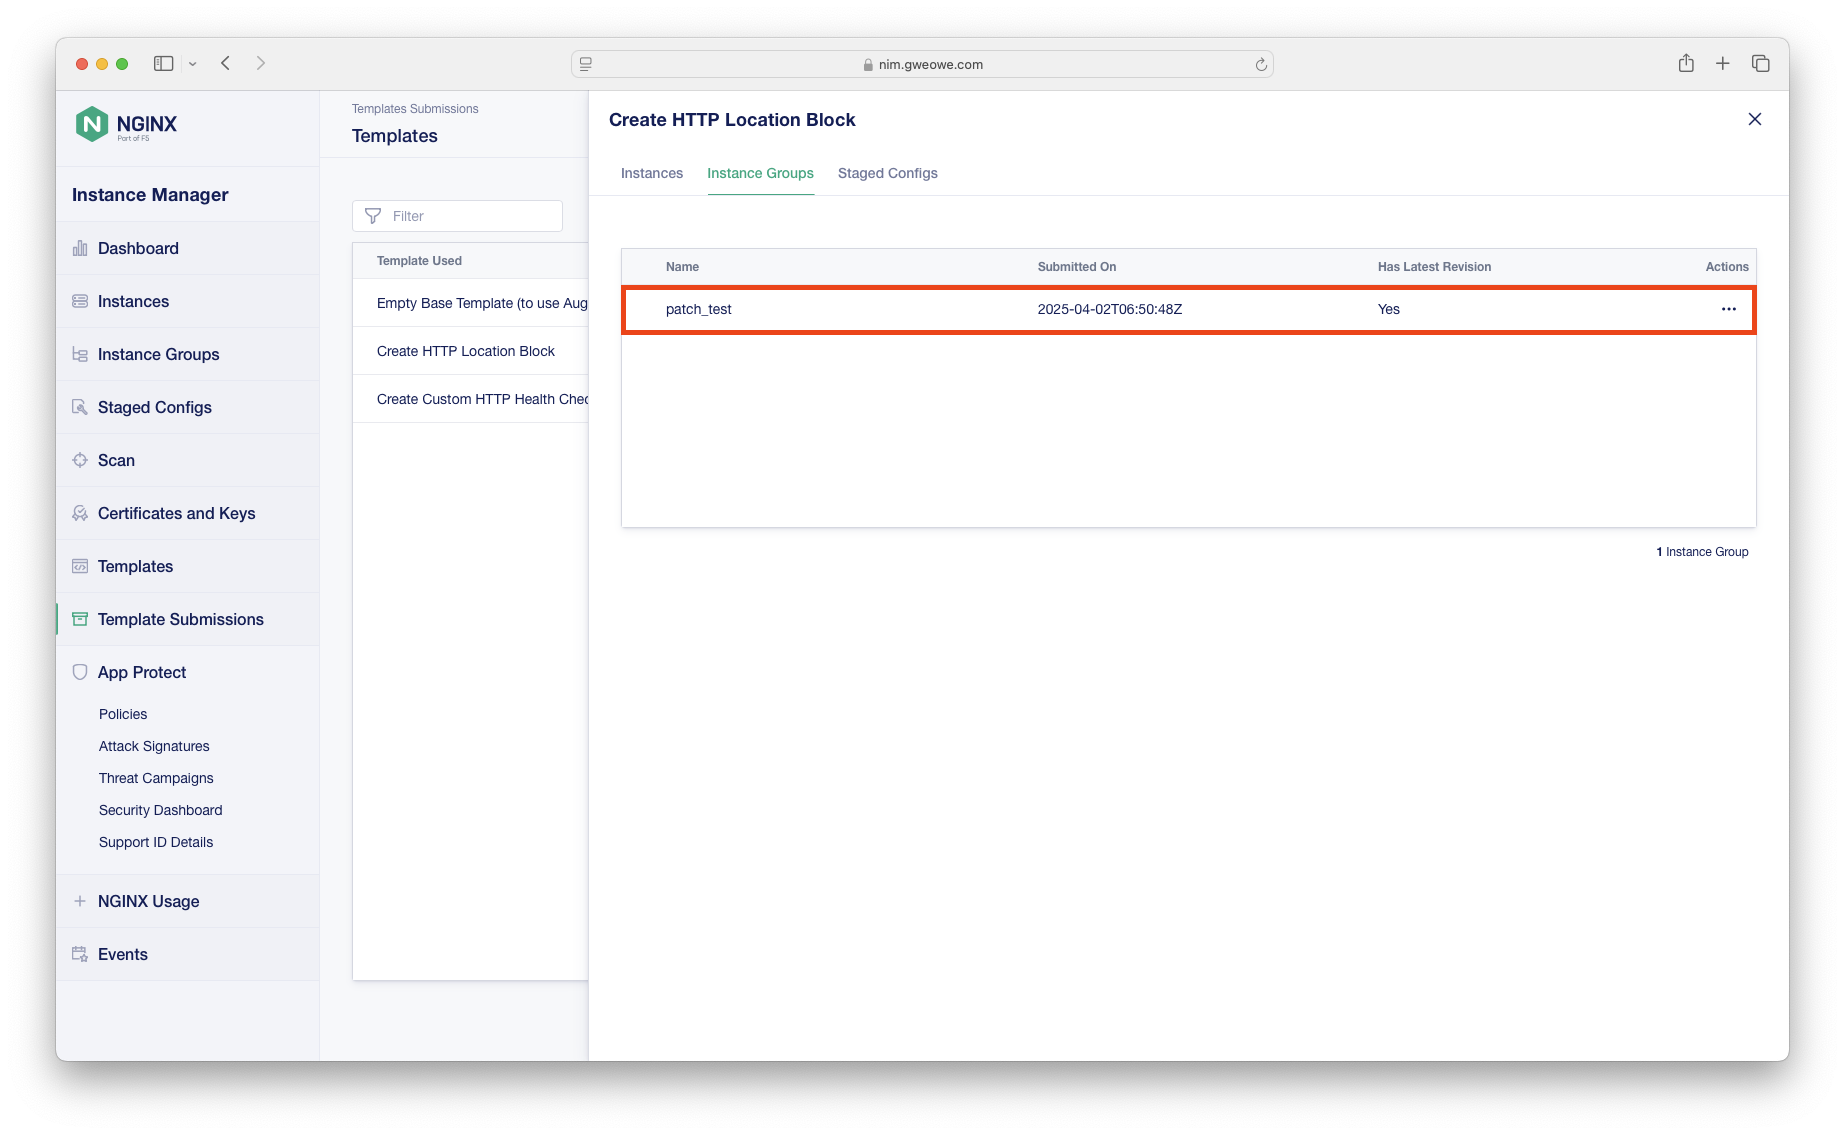 nim.gweowe.com
NGINX
Part of F5
Instance Manager
Dashboard
Instances
Instance Groups
Staged Configs
Scan
Certificates and Keys
Templates
Template Submissions
App Protect
Policies
Attack Signatures
Threat Campaigns
Security Dashboard
Support ID Details
NGINX Usage
Events
Templates Submissions
Templates
Filter
Template Used
Empty Base Template (to use Aug
Create HTTP Location Block
Create Custom HTTP Health Chec
Create HTTP Location Block
Instances Instance Groups Staged Configs
Name Submitted On Has Latest Revision Actions
patch_test 2025-04-02T06:50:48Z Yes
1 Instance Group